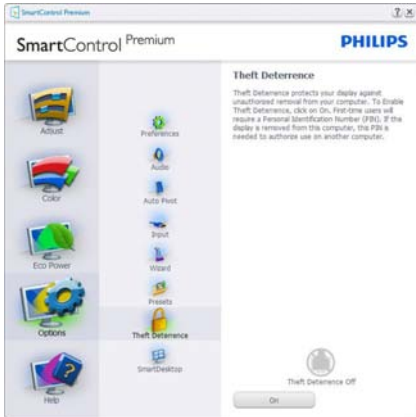 SmartControl Premium
SmartControl Premium
PHILIPS
Adjust
Color
Eco Power
Options
Help
Preferences
Audio
Auto Pivot
Input
Wizard
Presets
Theft Deterrence
SmartDesktop
Theft Deterrence
Theft Deterrence protects your display against
unauthorized removal from your computer. To Enable
Theft Deterrence, click on On. First-time users will
require a Personal Identification Number (PIN). If the
display is removed from this computer, this PIN is
needed to authorize use on another computer.
Theft Deterrence Off
On